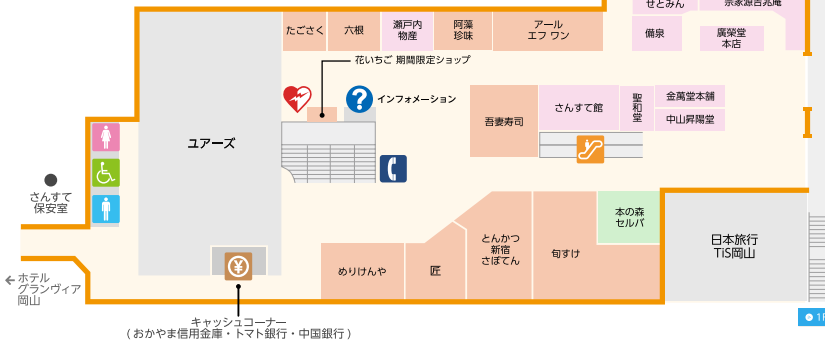 せとみん
宗家源吉兆庵
たごさく
六根
瀬戸内
物産
阿藻
珍味
アール
エフ ワン
備泉
廣榮堂
本店
花いちご 期間限定ショップ
インフォメーション
吾妻寿司
さんすて館
聖和堂
金萬堂本舗
中山昇陽堂
ユアーズ
さんすて
保安室
本の森
セルバ
とんかつ
新宿
さぼてん
旬すけ
日本旅行
TiS岡山
めりけんや
匠
ホテル
グランヴィア
岡山
キャッシュコーナー
(おかやま信用金庫・トマト銀行・中国銀行)